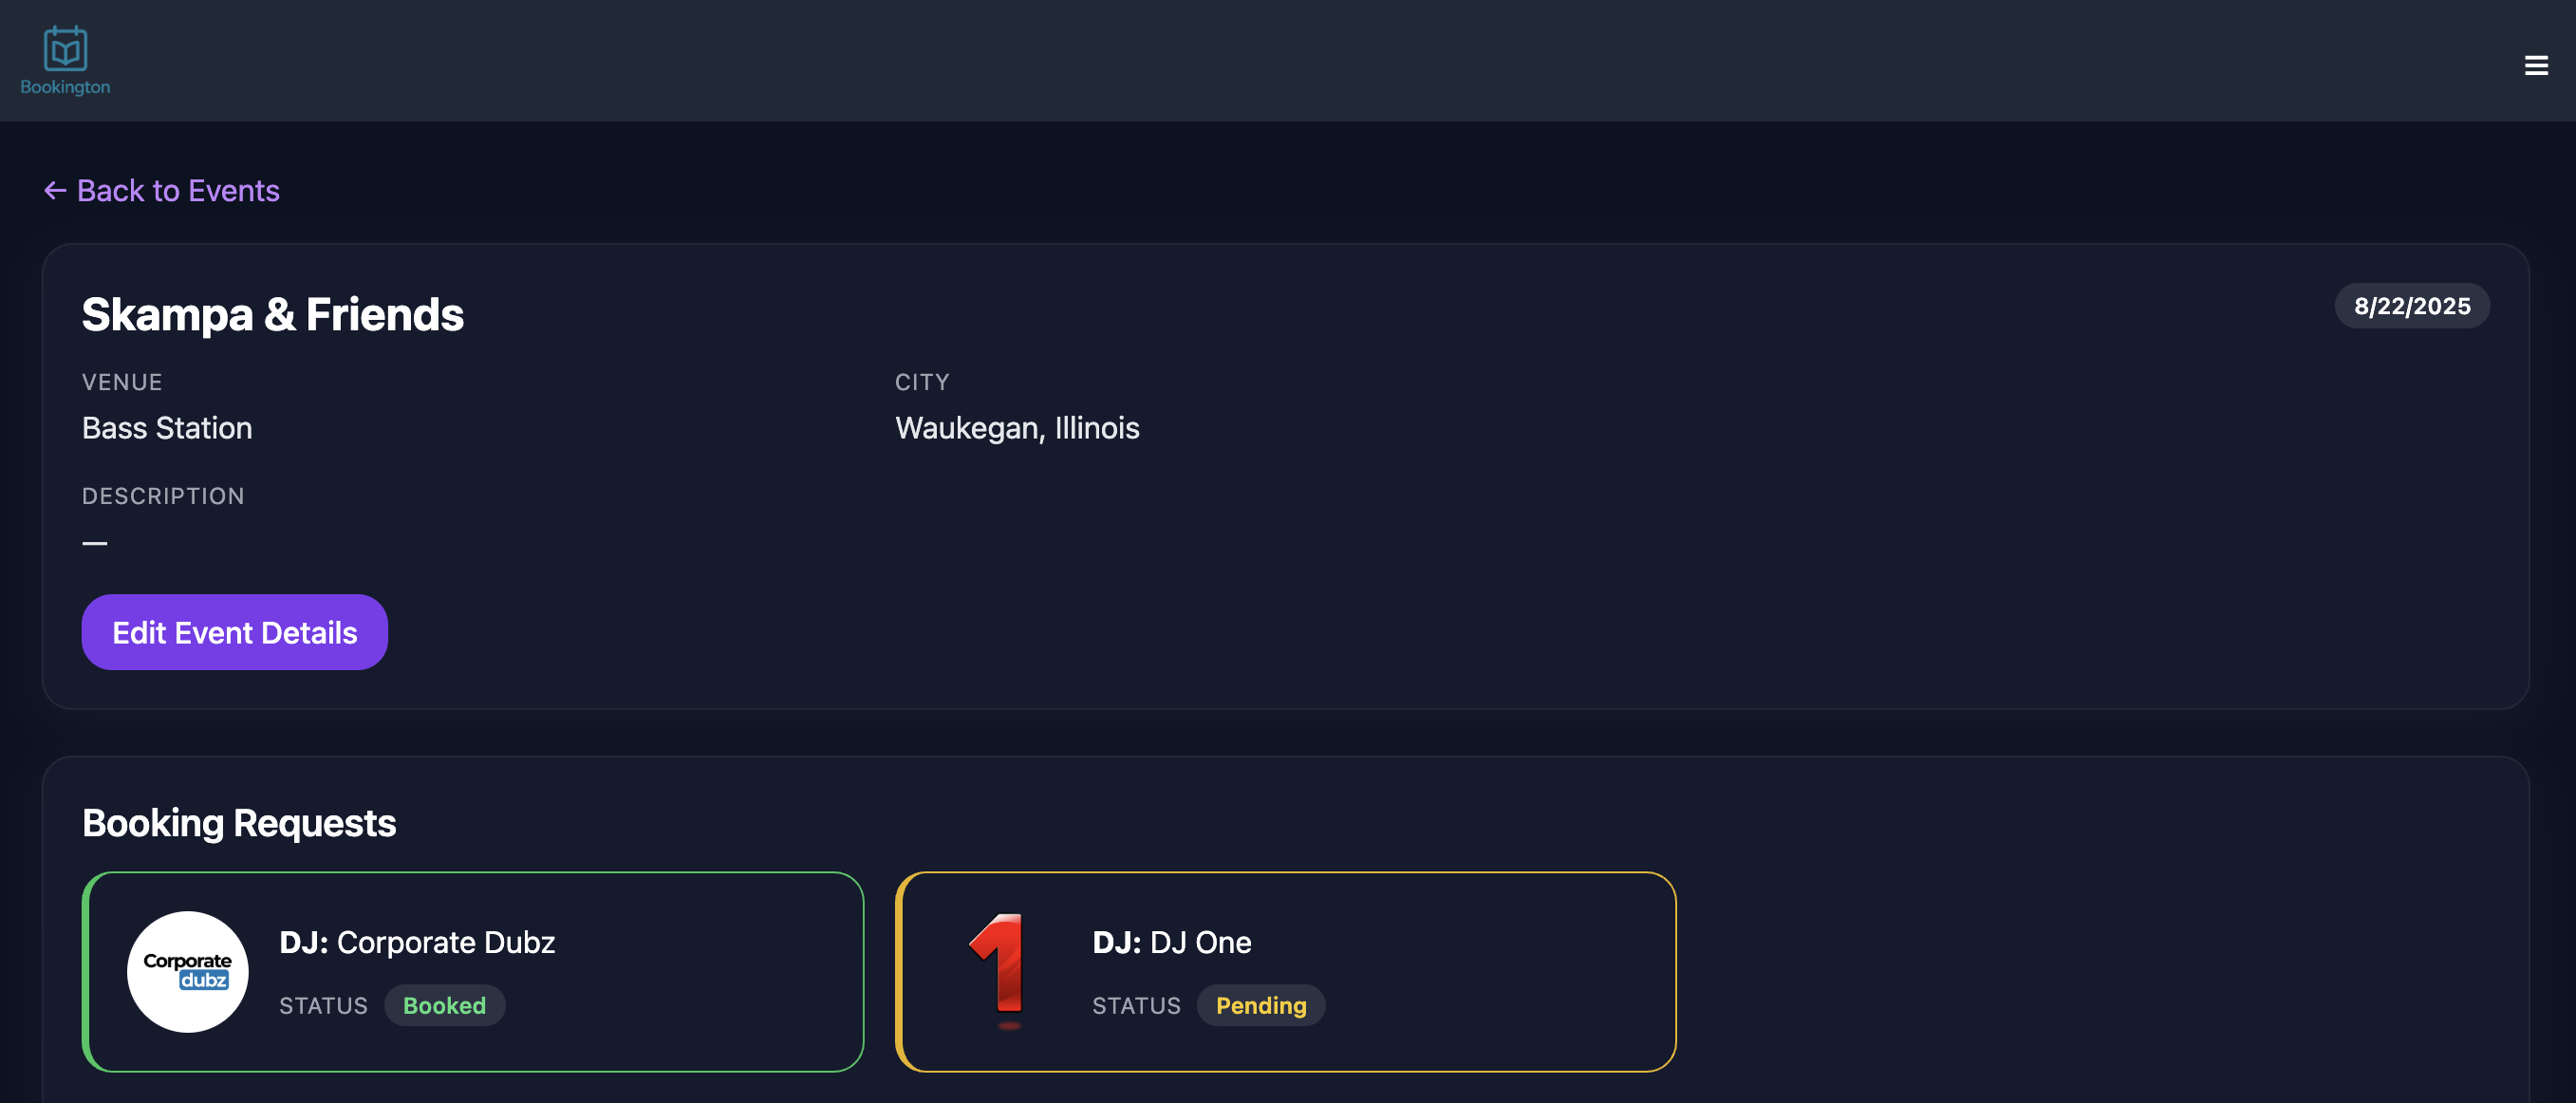 Bookington
← Back to Events
Skampa & Friends
8/22/2025
VENUE
CITY
Bass Station
Waukegan, Illinois
DESCRIPTION
—
Edit Event Details
Booking Requests
Corporate
dubz
DJ: Corporate Dubz
STATUS Booked
1
DJ: DJ One
STATUS Pending